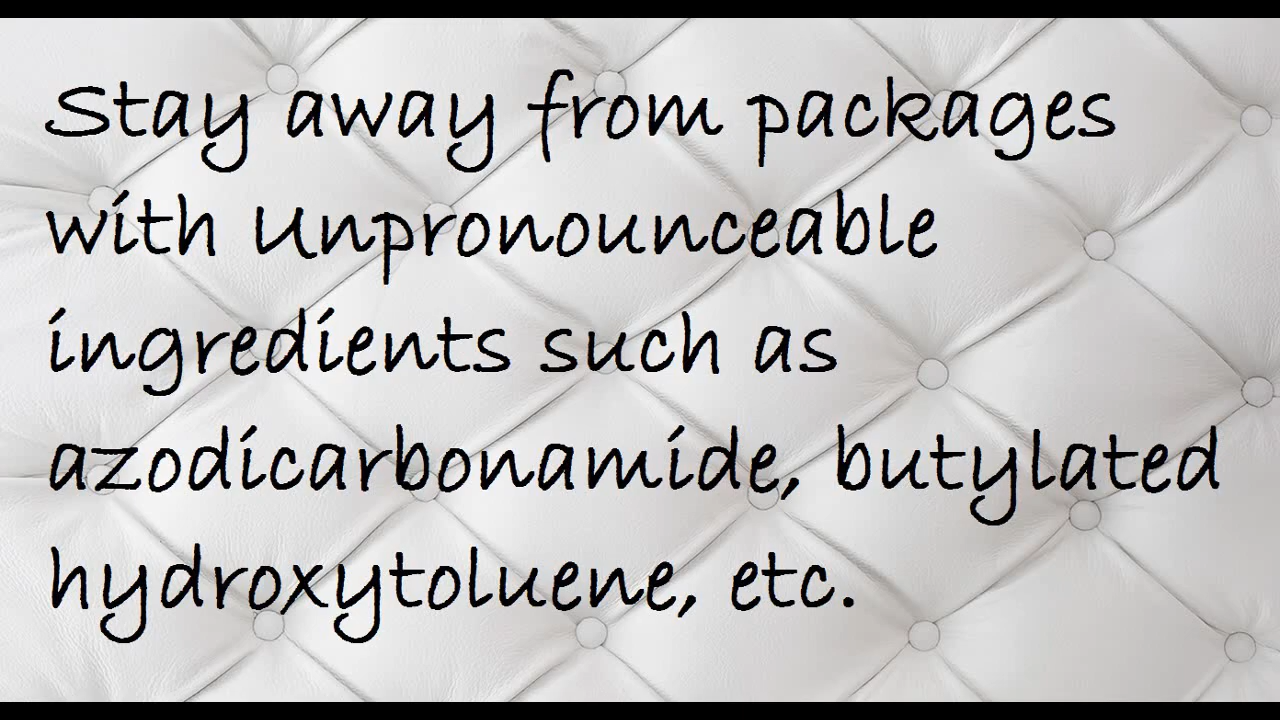 Stay away from packages
with Unpronounceable
ingredients such as
azodicarbonamide, butylated
hydroxytoluene, etc.